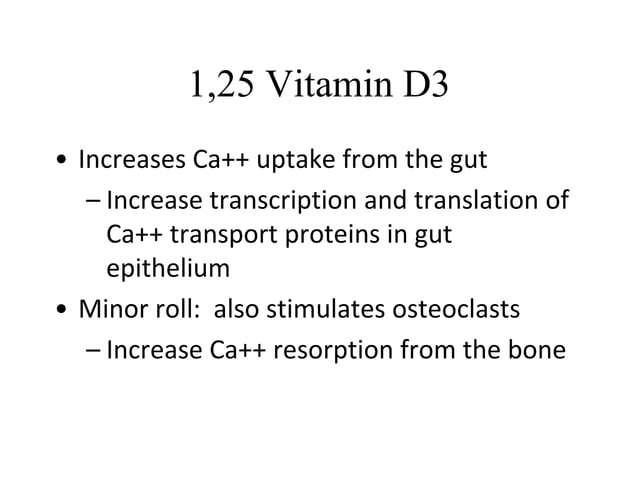 1,25 Vitamin D3
• Increases Ca++ uptake from the gut
– Increase transcription and translation of
Ca++ transport proteins in gut
epithelium
• Minor roll:  also stimulates osteoclasts
– Increase Ca++ resorption from the bone